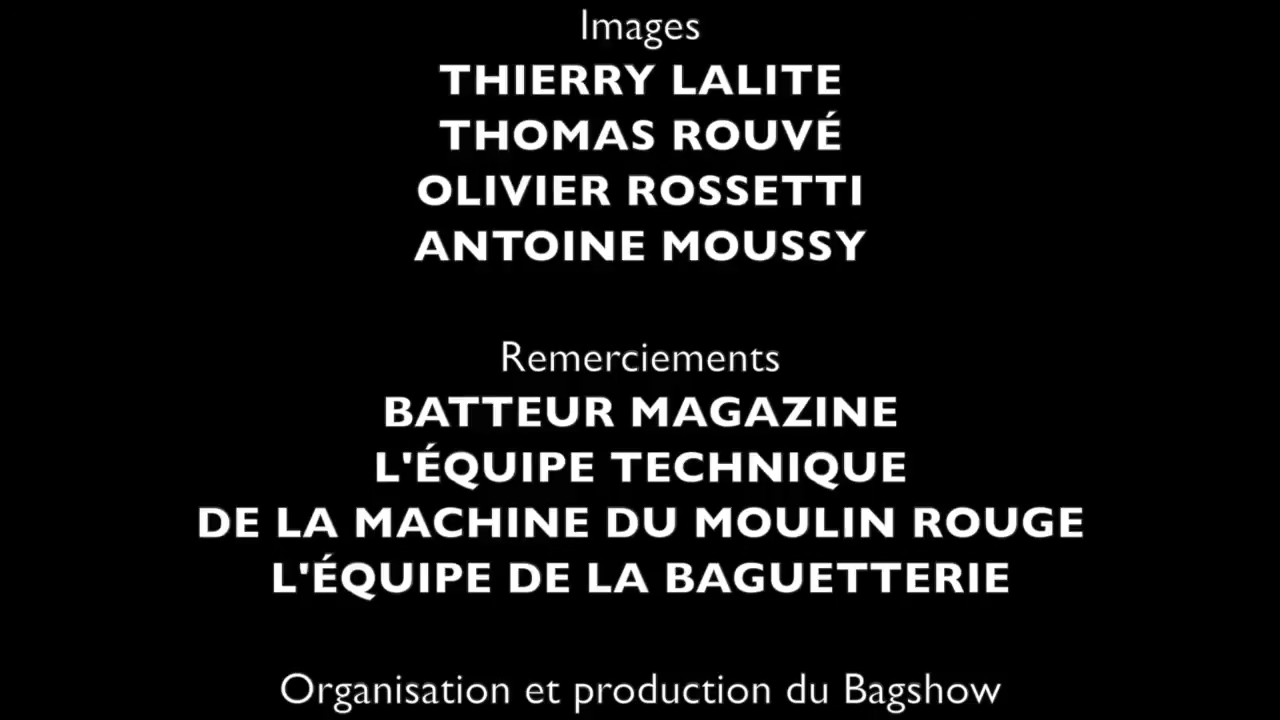 Images
THIERRY LALITE
THOMAS ROUVÉ
OLIVIER ROSSETTI
ANTOINE MOUSSY
Remerciements
BATTEUR MAGAZINE
L'ÉQUIPE TECHNIQUE
DE LA MACHINE DU MOULIN ROUGE
L'ÉQUIPE DE LA BAGUETTERIE
Organisation et production du Bagshow